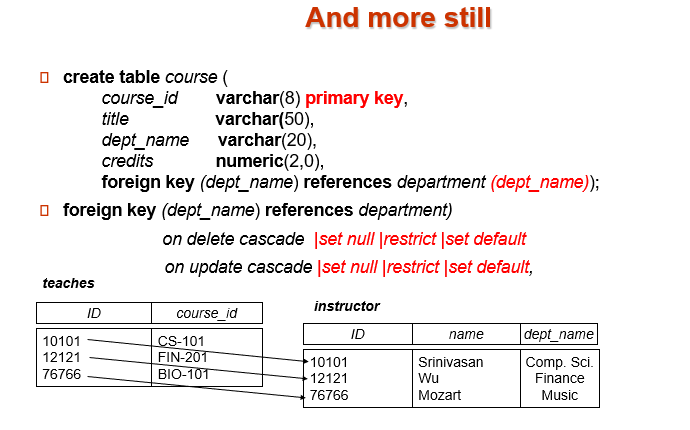 And more still
create table course (
course_id varchar(8) primary key,
title varchar(50),
dept_name varchar(20),
credits numeric(2,0),
foreign key (dept_name) references department (dept_name));
foreign key (dept_name) references department)
on delete cascade |set null |restrict |set default
on update cascade |set null |restrict |set default,
teaches
ID course_id
10101 CS-101
12121 FIN-201
76766 BIO-101
instructor
ID name dept_name
10101 Srinivasan Comp. Sci.
12121 Wu Finance
76766 Mozart Music